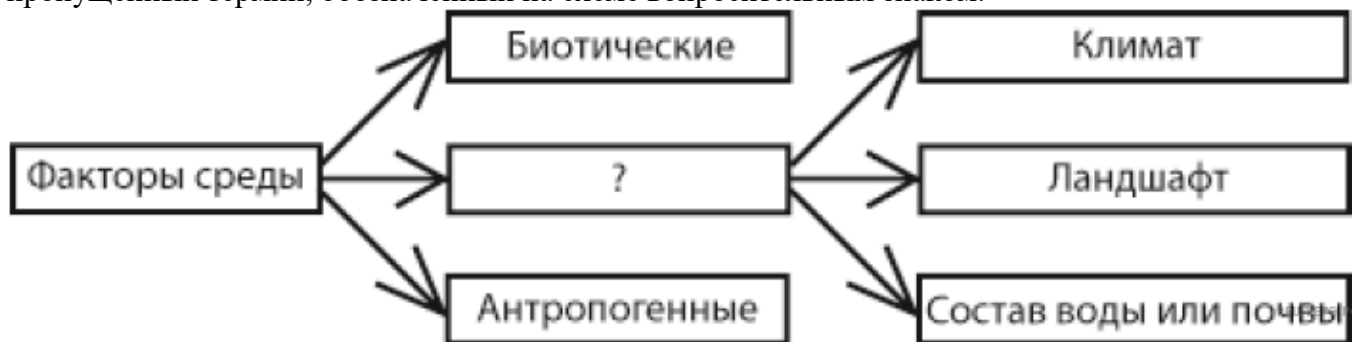 Биотические
Климат
Факторы среды
?
Ландшафт
Антропогенные
Состав воды или почвы